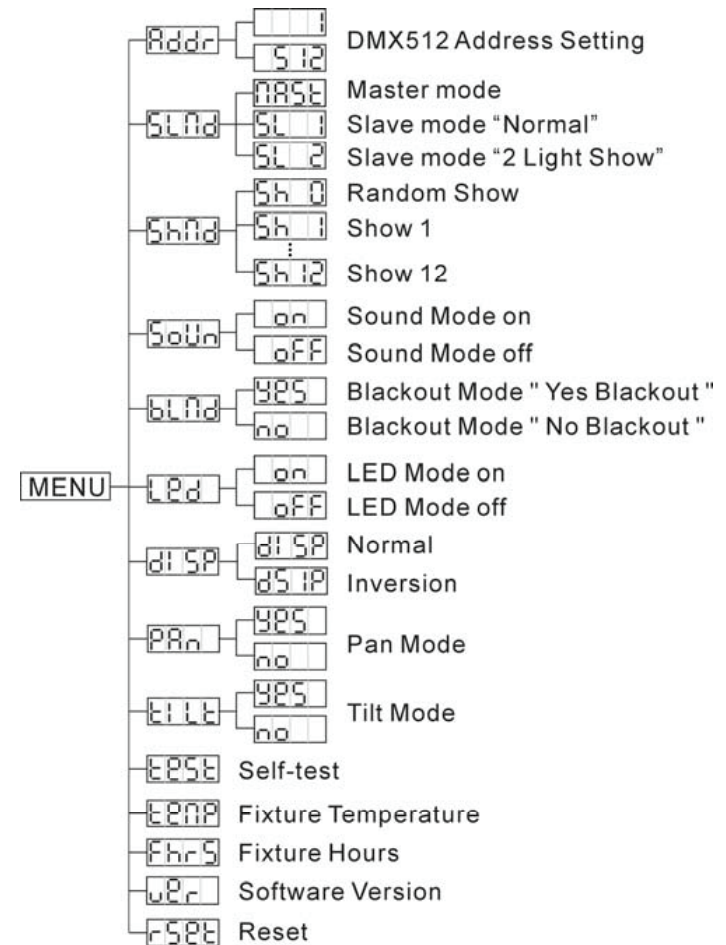 Addr
1
512
DMX512 Address Setting
SLMd
MASt
Master mode
SL 1
Slave mode “Normal”
SL 2
Slave mode “2 Light Show”
ShMd
Sh 0
Random Show
Sh 1
Show 1
Sh12
Show 12
SoUn
on
Sound Mode on
oFF
Sound Mode off
bLMd
yes
Blackout Mode " Yes Blackout "
no
Blackout Mode " No Blackout "
MENU
Led
on
LED Mode on
oFF
LED Mode off
dISP
dISP
Normal
dSIP
Inversion
PAn
yes
no
Pan Mode
tILt
yes
no
Tilt Mode
teSt
Self-test
teMP
Fixture Temperature
FhrS
Fixture Hours
ver
Software Version
rSet
Reset